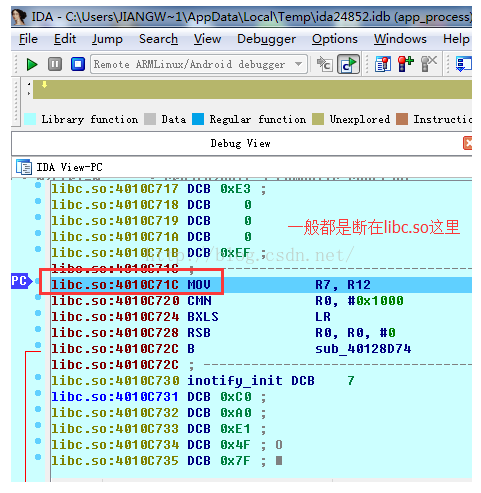 IDA - C:\Users\JIANGW~1\AppData\Local\Temp\ida24852.idb (app_process)
File Edit Jump Search View Debugger Options Windows Help
Remote ARMLinux/Android debugger
Library function Data Regular function Unexplored Instruction
Debug View
IDA View-PC
libc.so:4010C717 DCB 0xE3 ;
libc.so:4010C718 DCB 0
libc.so:4010C719 DCB 0
libc.so:4010C71A DCB 0
libc.so:4010C71B DCB 0xEF ;
一般都是断在libc.so这里
http://blog.csdn.net/
libc.so:4010C71C ;
PC libc.so:4010C71C MOV R7, R12
libc.so:4010C720 CMN R0, #0x1000
libc.so:4010C724 BXLS LR
libc.so:4010C728 RSB R0, R0, #0
libc.so:4010C72C B sub_40128D74
libc.so:4010C72C ;
libc.so:4010C730 inotify_init DCB 7
libc.so:4010C731 DCB 0xC0 ;
libc.so:4010C732 DCB 0xA0 ;
libc.so:4010C733 DCB 0xE1 ;
libc.so:4010C734 DCB 0x4F ; O
libc.so:4010C735 DCB 0x7F ;